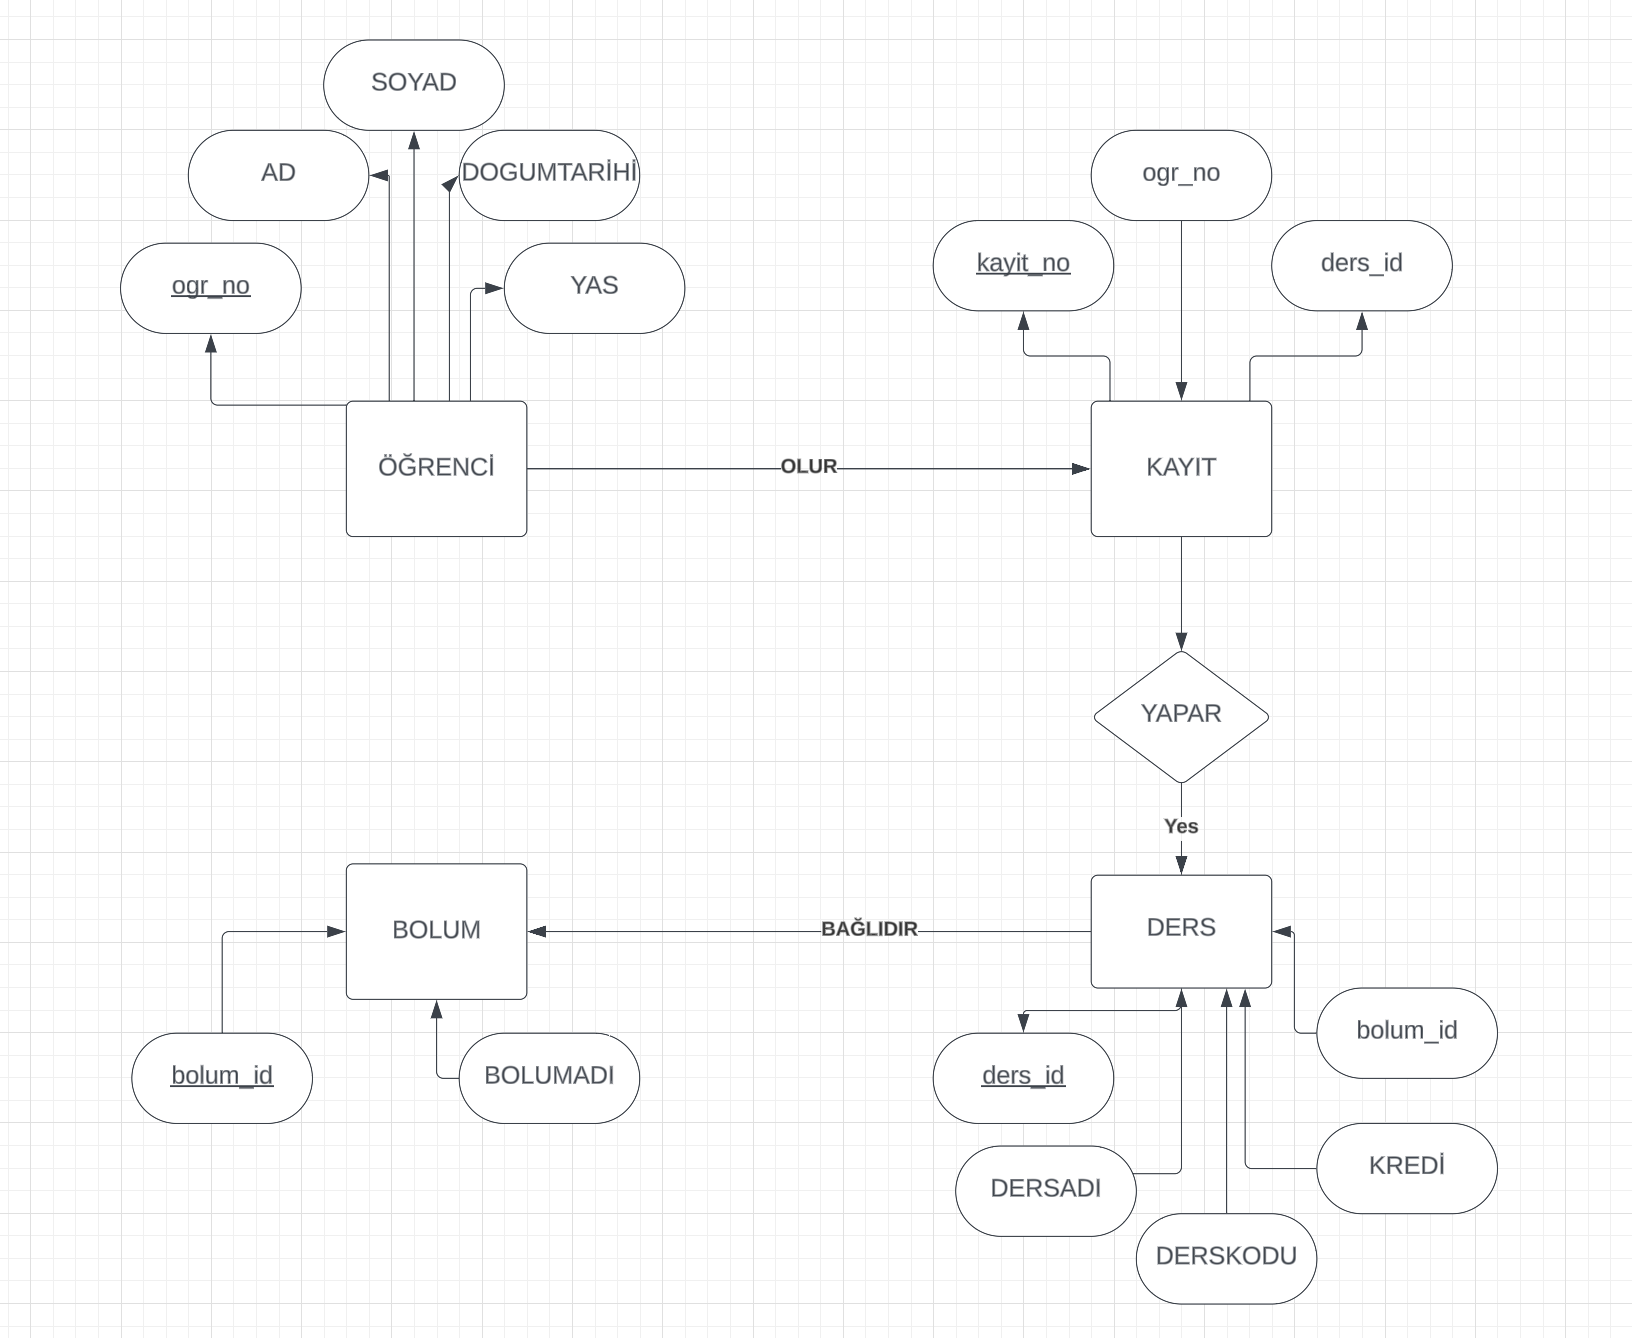 SOYAD
AD
DOGUMTARİHİ
ogr_no
YAS
ÖĞRENCİ
OLUR
ogr_no
kayit_no
ders_id
KAYIT
YAPAR
Yes
BOLUM
BAĞLIDIR
DERS
bolum_id
BOLUMADI
ders_id
bolum_id
DERSADI
KREDİ
DERSKODU